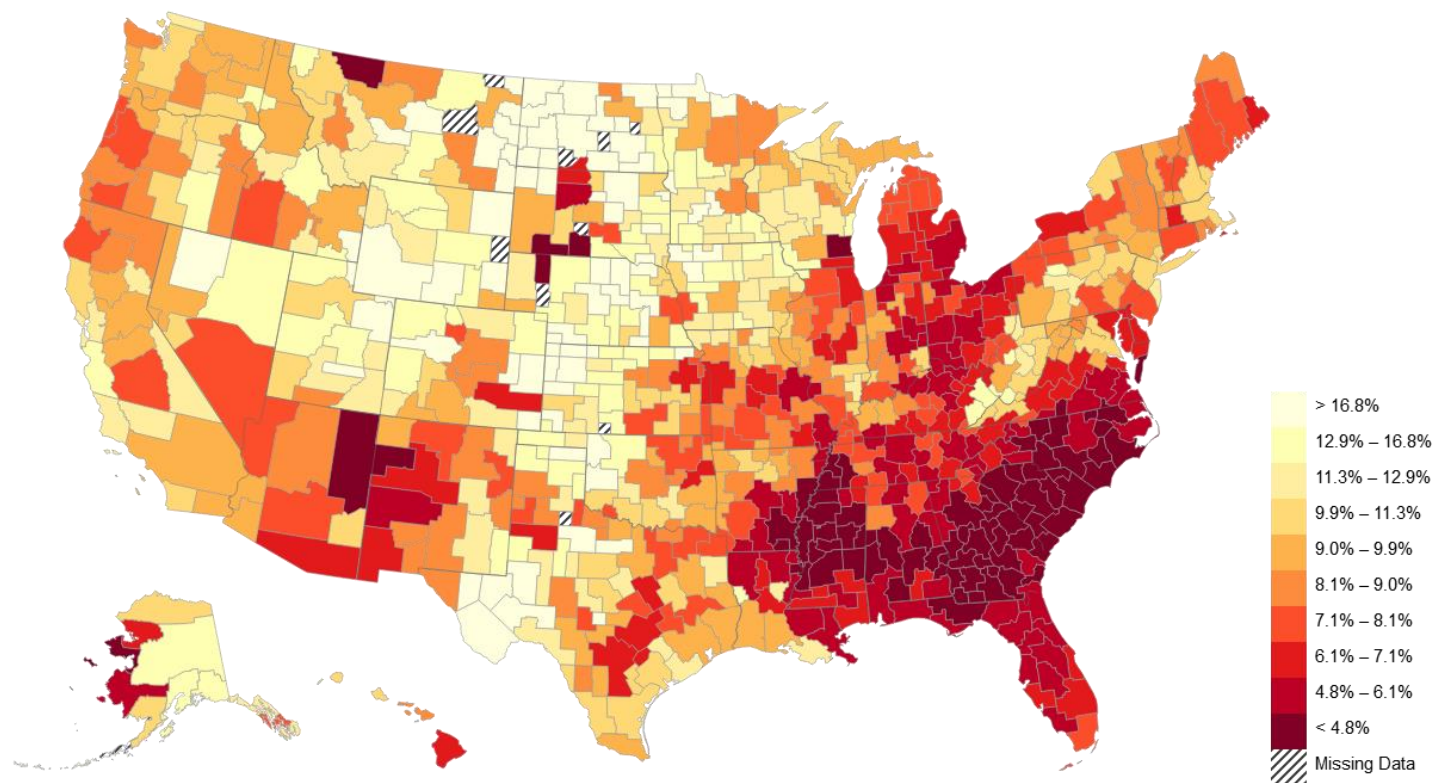 > 16.8%
12.9% – 16.8%
11.3% – 12.9%
9.9% – 11.3%
9.0% – 9.9%
8.1% – 9.0%
7.1% – 8.1%
6.1% – 7.1%
4.8% – 6.1%
< 4.8%
Missing Data